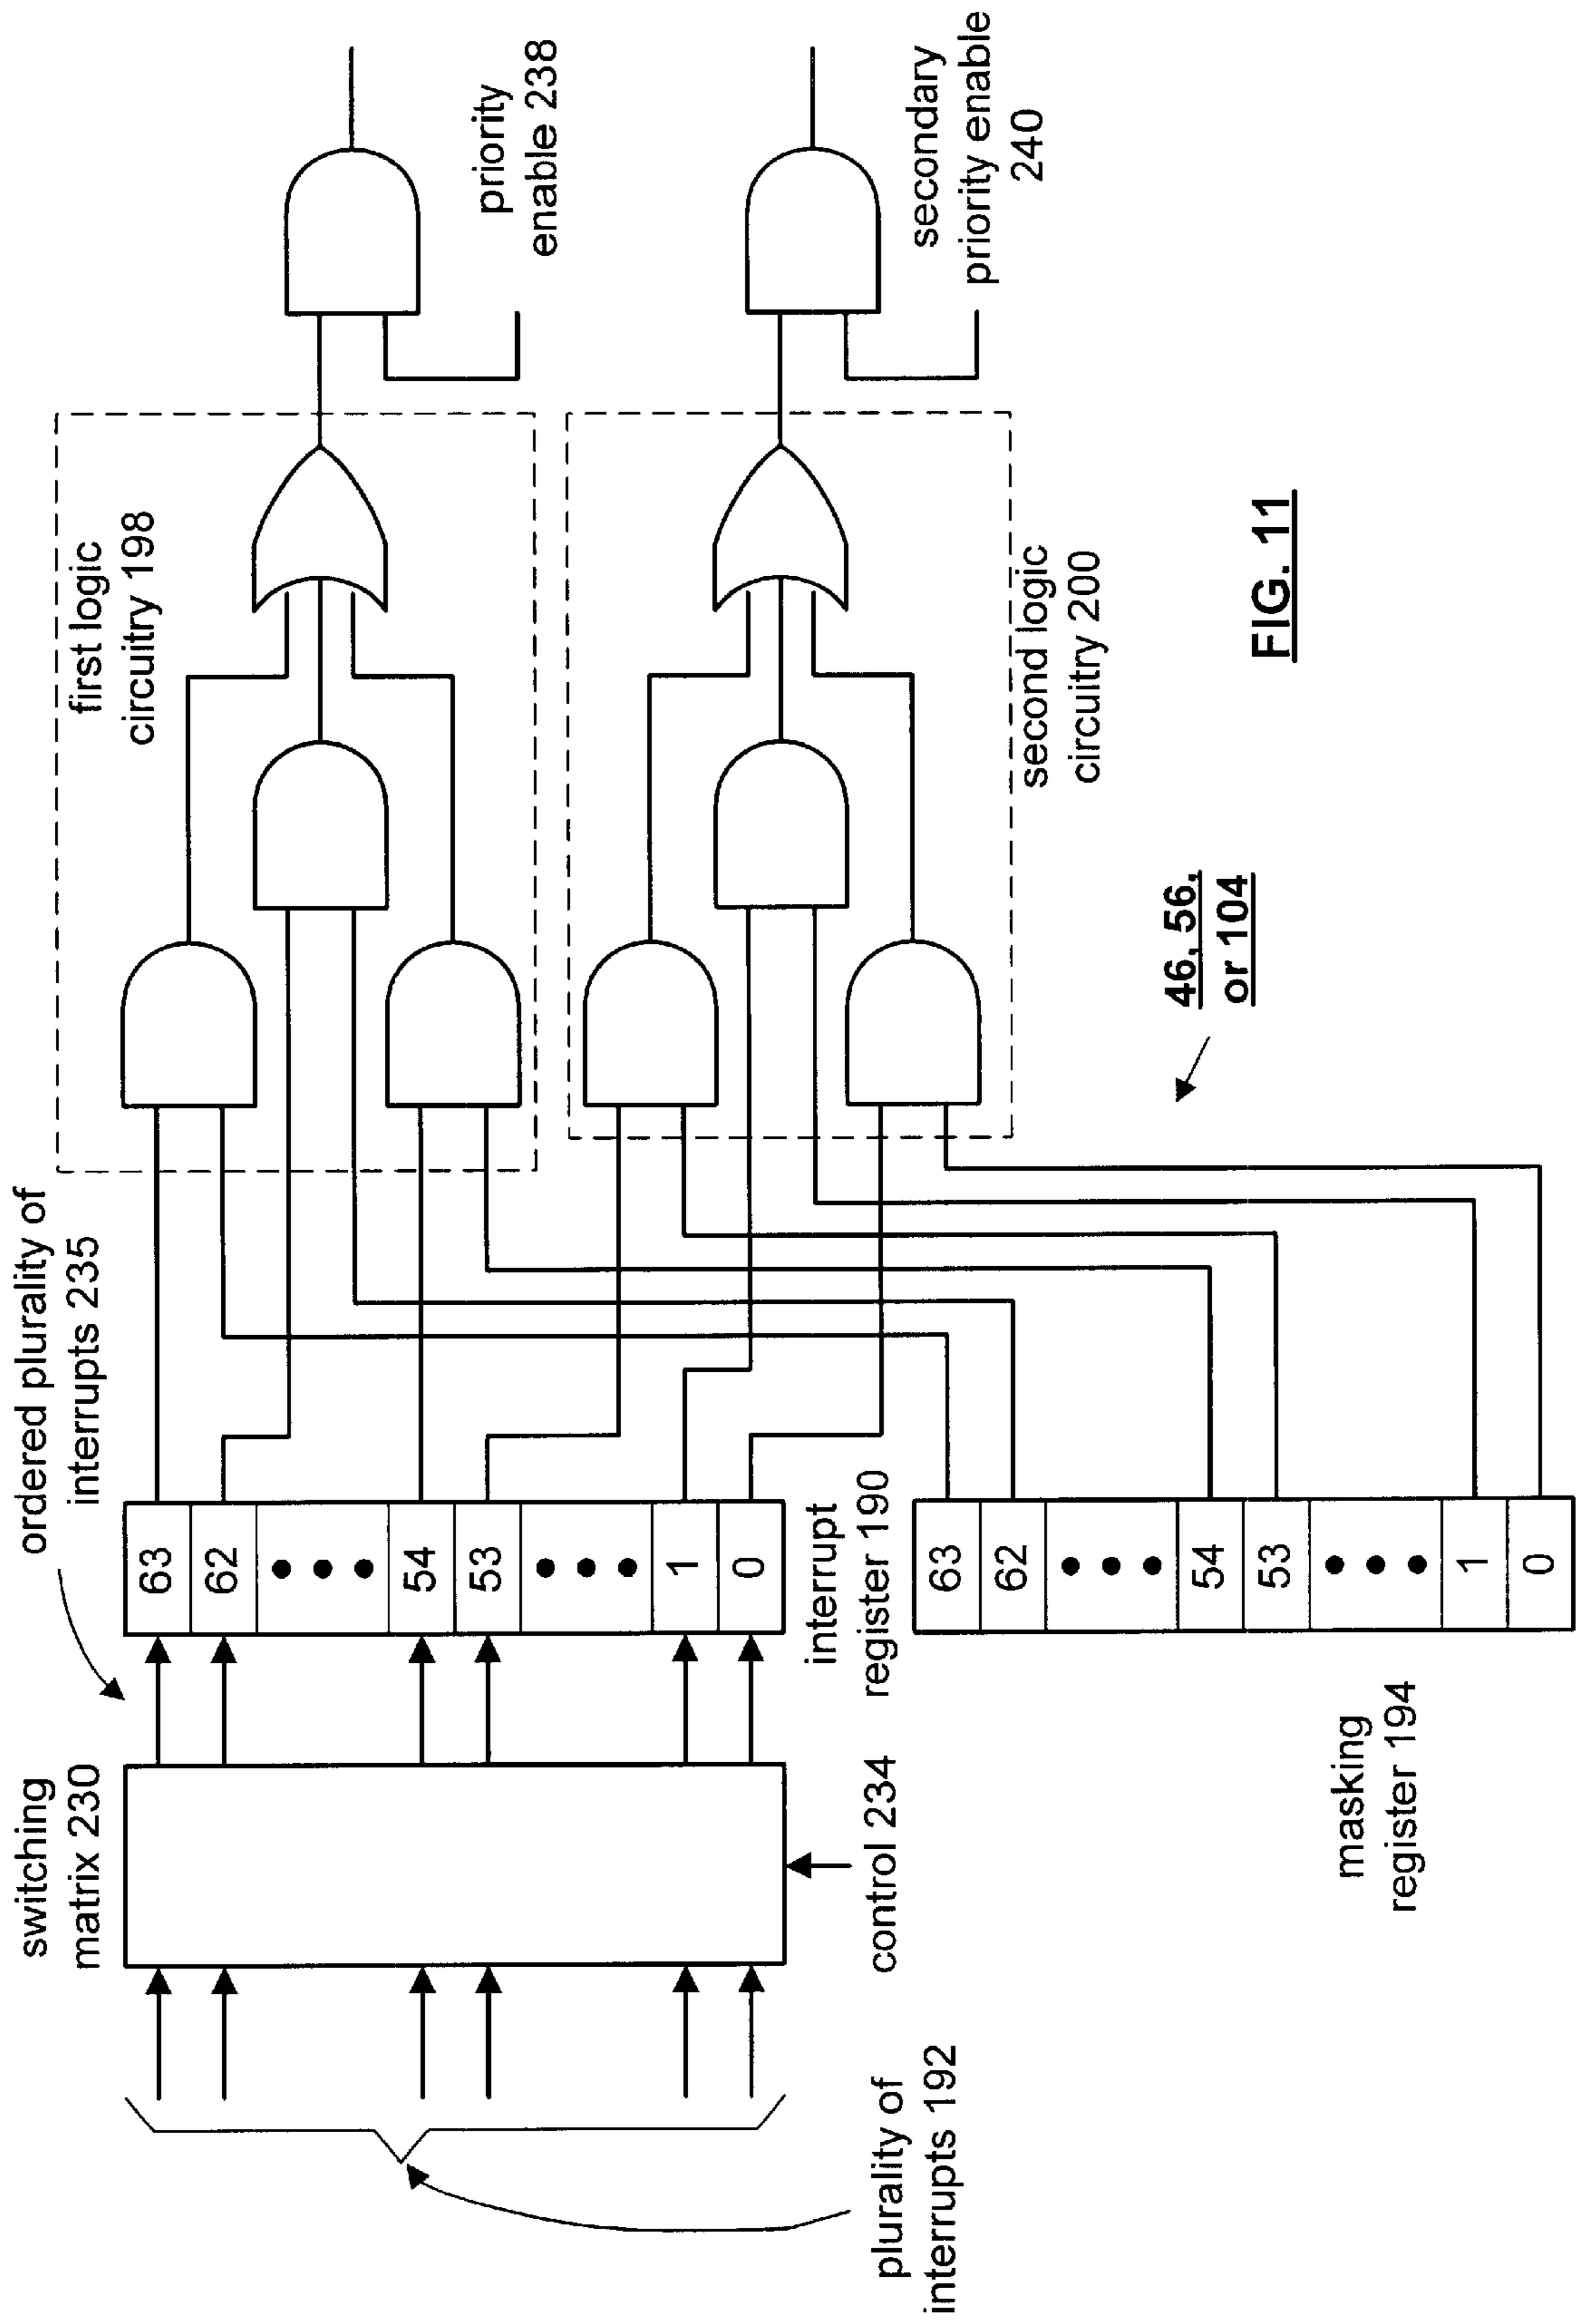 switching
matrix 230
ordered plurality of
interrupts 235
first logic
circuitry 198
priority
enable 238
63
62
54
53
1
0
plurality of
interrupts 192
control 234
interrupt
register 190
second logic
circuitry 200
secondary
priority enable
240
63
62
54
53
1
0
masking
register 194
46, 56,
or 104
FIG. 11